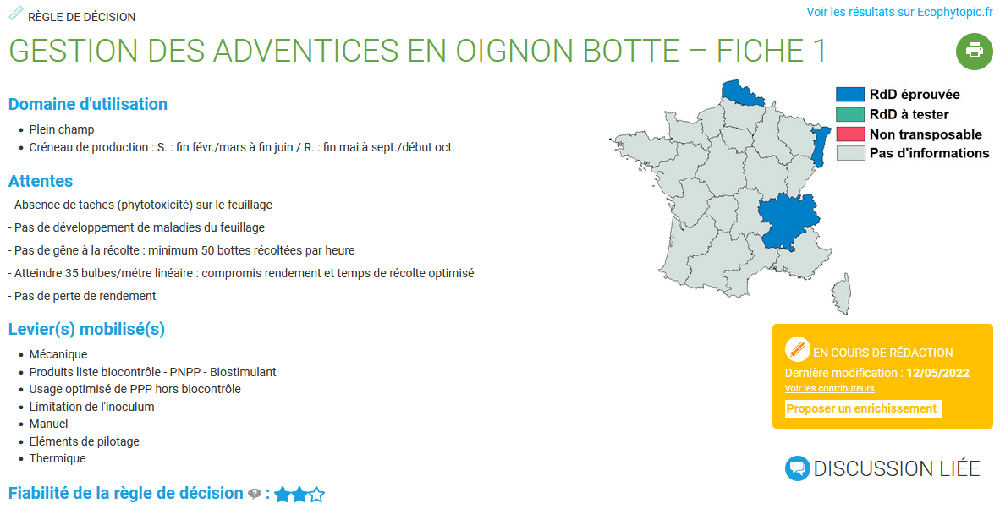 RÈGLE DE DÉCISION
Voir les résultats sur Ecophytopic.fr
GESTION DES ADVENTICES EN OIGNON BOTTE – FICHE 1
Domaine d'utilisation
Plein champ
Créneau de production : S. : fin févr./mars à fin juin / R. : fin mai à sept./début oct.
Attentes
- Absence de taches (phytotoxicité) sur le feuillage
- Pas de développement de maladies du feuillage
- Pas de gêne à la récolte : minimum 50 bottes récoltées par heure
- Atteindre 35 bulbes/métre linéaire : compromis rendement et temps de récolte optimisé
- Pas de perte de rendement
Levier(s) mobilisé(s)
Mécanique
Produits liste biocontrôle - PNPP - Biostimulant
Usage optimisé de PPP hors biocontrôle
Limitation de l'inoculum
Manuel
Eléments de pilotage
Thermique
Fiabilité de la règle de décision ? :
RdD éprouvée
RdD à tester
Non transposable
Pas d'informations
EN COURS DE RÉDACTION
Dernière modification : 12/05/2022
Voir les contributeurs
Proposer un enrichissement
DISCUSSION LIÉE